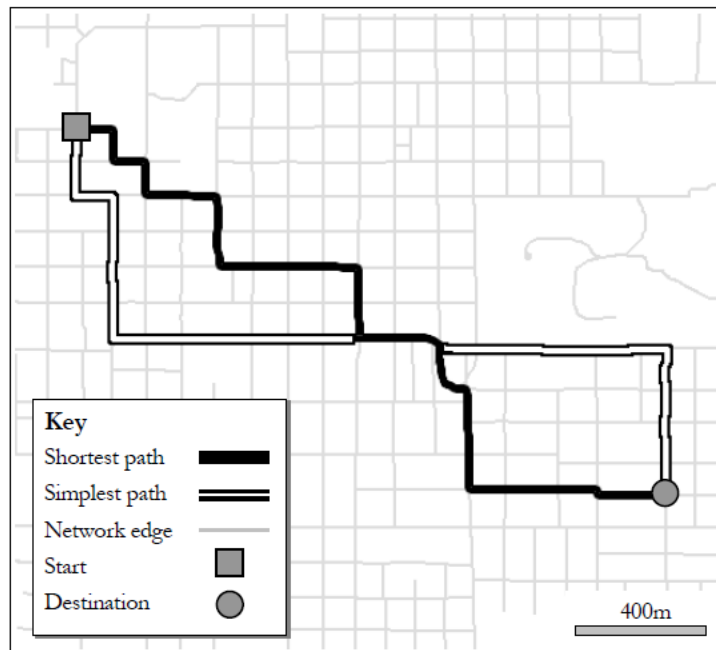 Key
Shortest path
Simplest path
Network edge
Start
Destination
400m